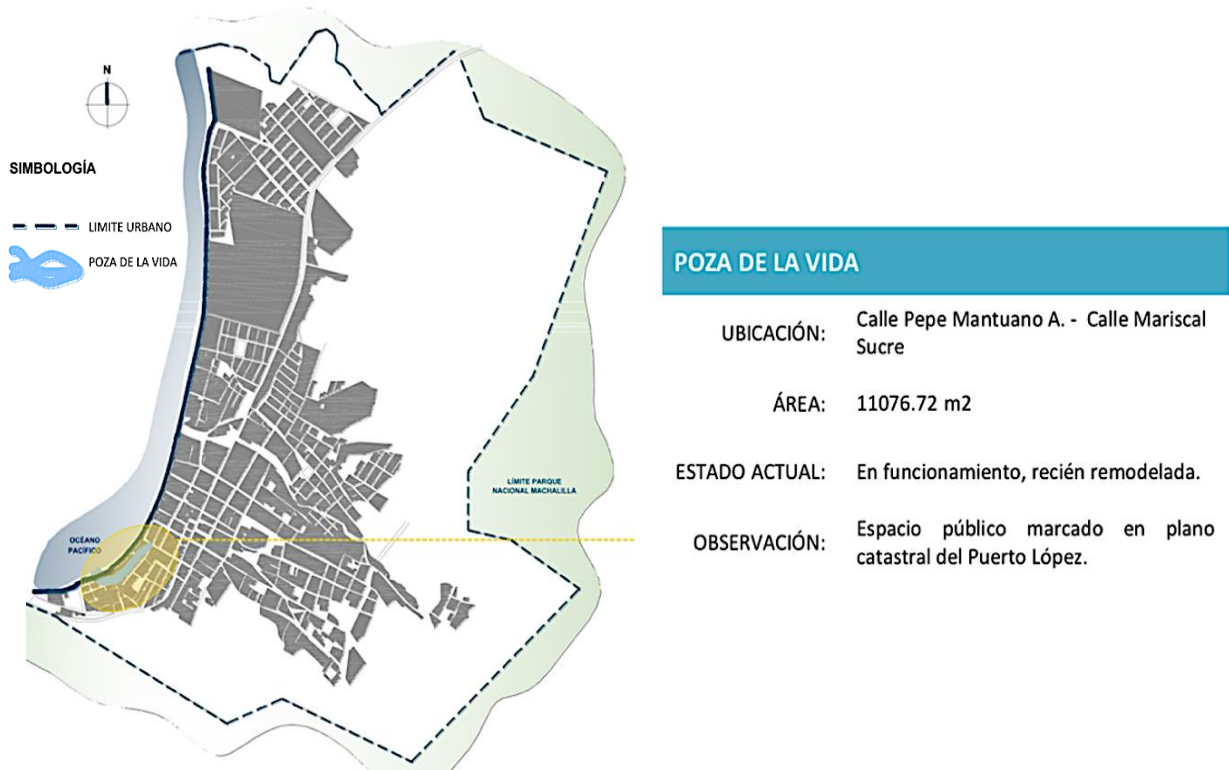 N
SIMBOLOGÍA
LIMITE URBANO
POZA DE LA VIDA
OCÉANO
PACÍFICO
LÍMITE PARQUE
NACIONAL MACHALILLA
POZA DE LA VIDA
UBICACIÓN: Calle Pepe Mantuano A. - Calle Mariscal
Sucre
ÁREA: 11076.72 m2
ESTADO ACTUAL: En funcionamiento, recién remodelada.
OBSERVACIÓN: Espacio público marcado en plano
catastral del Puerto López.